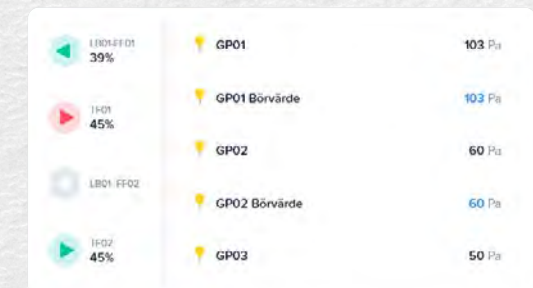 LB01-FF01
39%
TF01
45%
LB01-FF02
TF02
45%
GP01 103 Pa
GP01 Börvärde 103 Pa
GP02 60 Pa
GP02 Börvärde 60 Pa
GP03 50 Pa